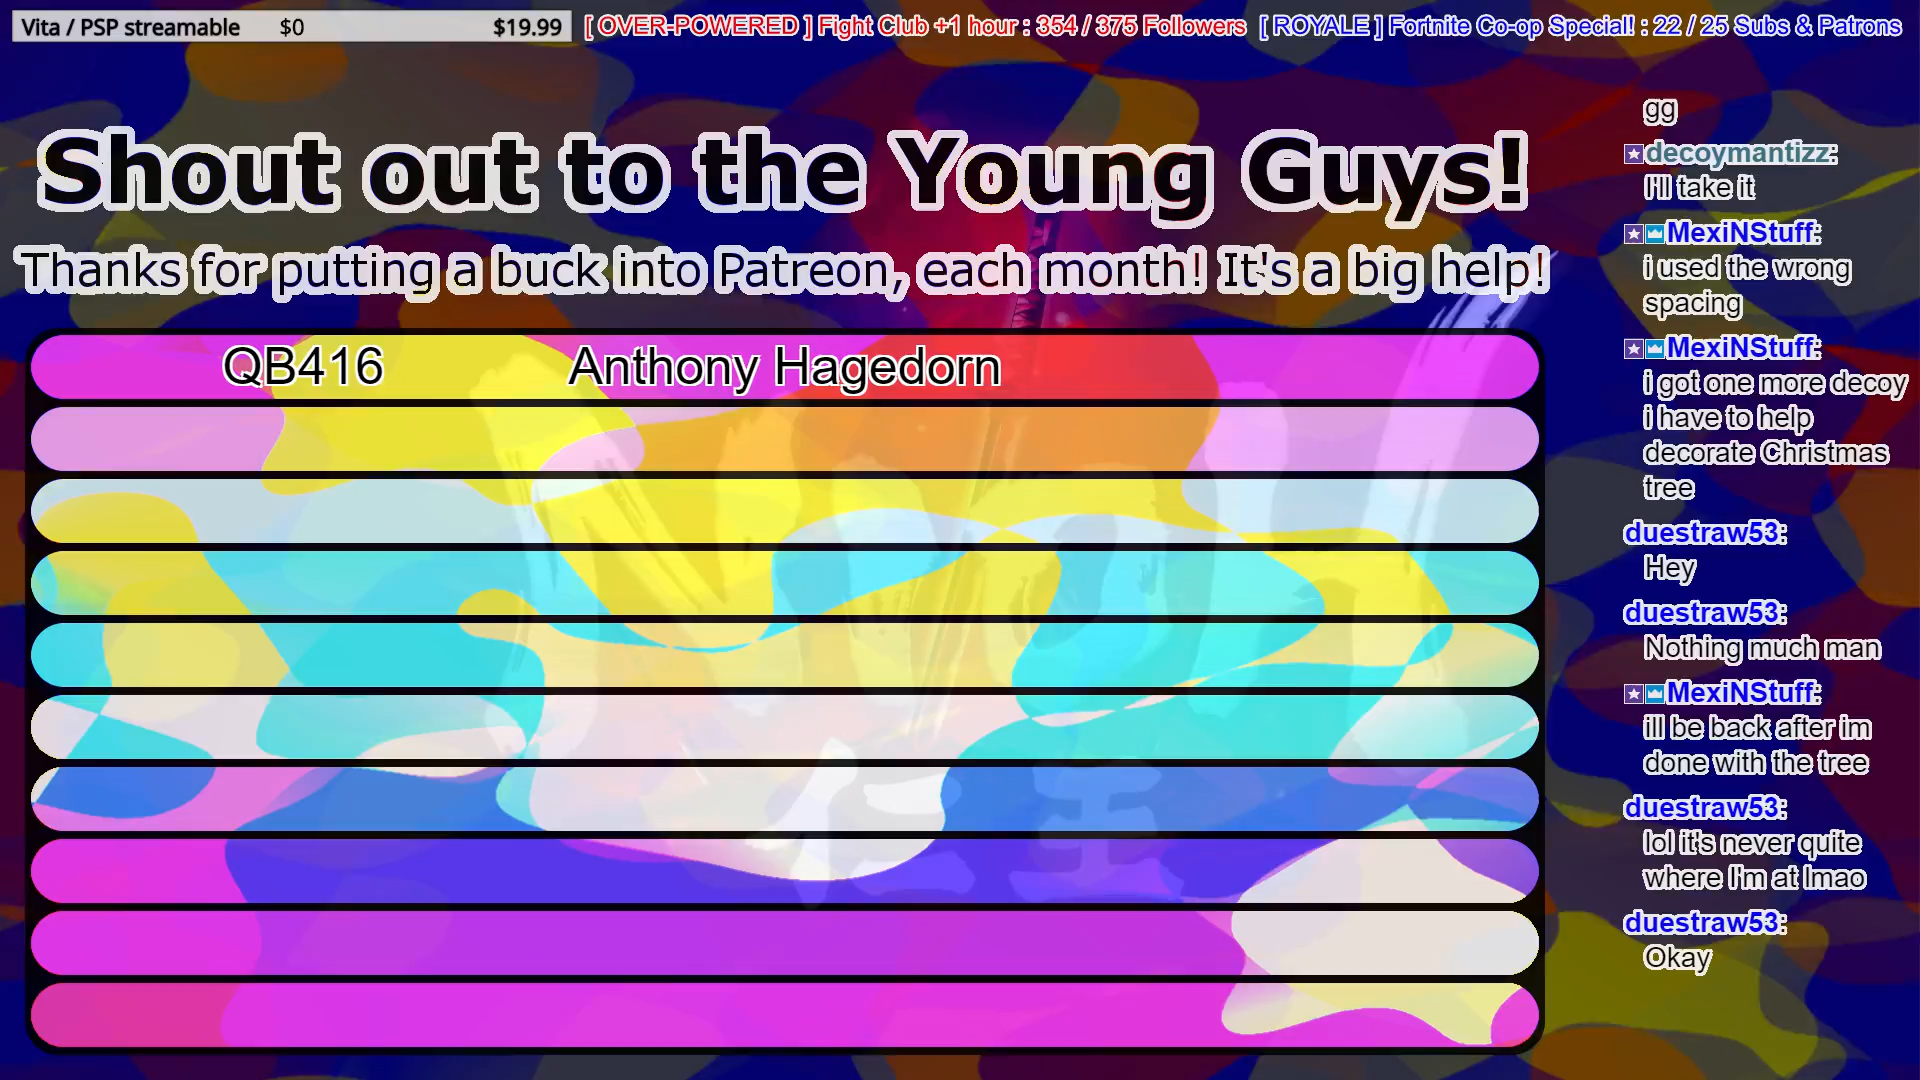 Vita / PSP streamable $0 $19.99
[ OVER-POWERED ] Fight Club +1 hour : 354 / 375 Followers [ ROYALE ] Fortnite Co-op Special! : 22 / 25 Subs & Patrons
Shout out to the Young Guys!
Thanks for putting a buck into Patreon, each month! It's a big help!
QB416 Anthony Hagedorn
NIOH
仁王
gg
decoymantizz:
I'll take it
MexiNStuff:
i used the wrong
spacing
MexiNStuff:
i got one more decoy
i have to help
decorate Christmas
tree
duestraw53:
Hey
duestraw53:
Nothing much man
MexiNStuff:
ill be back after im
done with the tree
duestraw53:
lol it's never quite
where I'm at lmao
duestraw53:
Okay